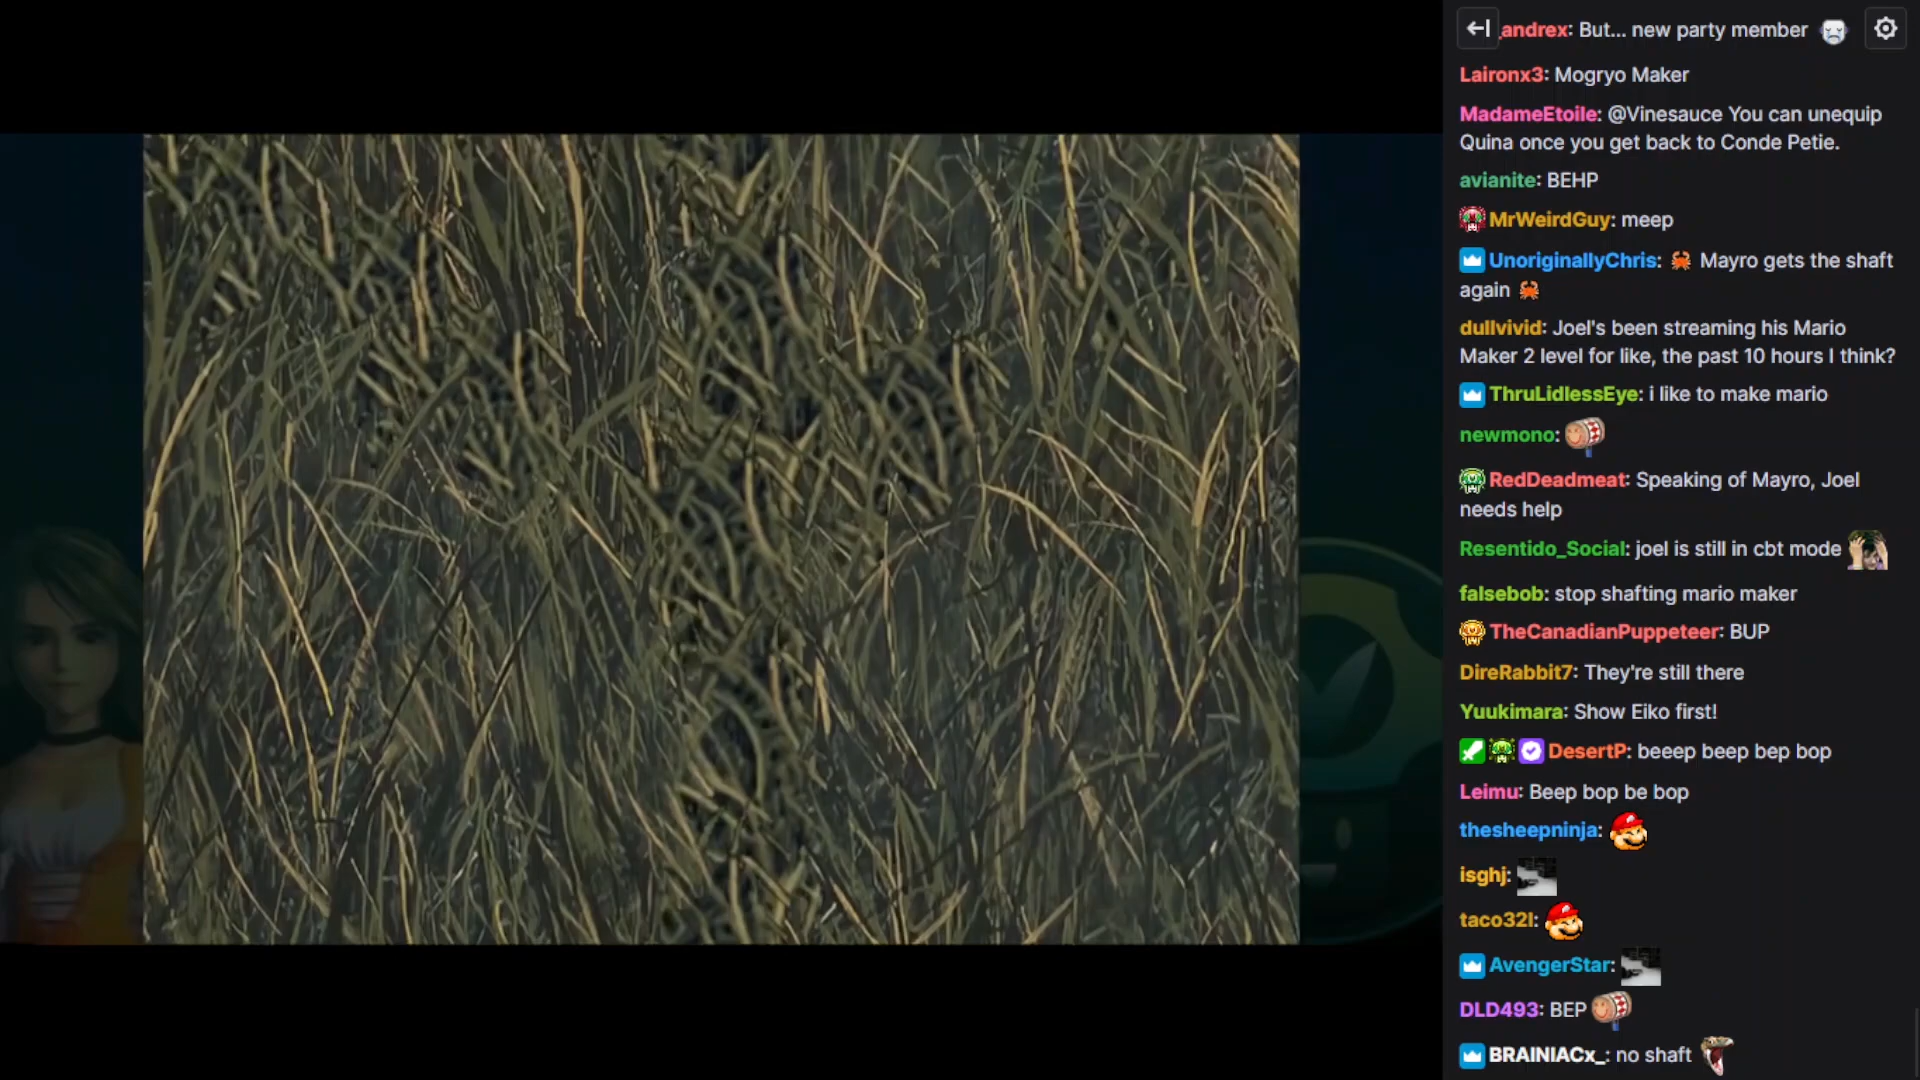 _andrex: But... new party member
Laironx3: Mogryo Maker
MadameEtoile: @Vinesauce You can unequip
Quina once you get back to Conde Petie.
avianite: BEHP
MrWeirdGuy: meep
UnoriginallyChris: 🦀 Mayro gets the shaft
again 🦀
dullvivid: Joel's been streaming his Mario
Maker 2 level for like, the past 10 hours I think?
ThruLidlessEye: i like to make mario
newmono:
RedDeadmeat: Speaking of Mayro, Joel
needs help
Resentido_Social: joel is still in cbt mode
falsebob: stop shafting mario maker
TheCanadianPuppeteer: BUP
DireRabbit7: They're still there
Yuukimara: Show Eiko first!
DesertP: beeep beep bep bop
Leimu: Beep bop be bop
thesheepninja:
isghj:
taco32l:
AvengerStar:
DLD493: BEP
BRAINIACx_: no shaft